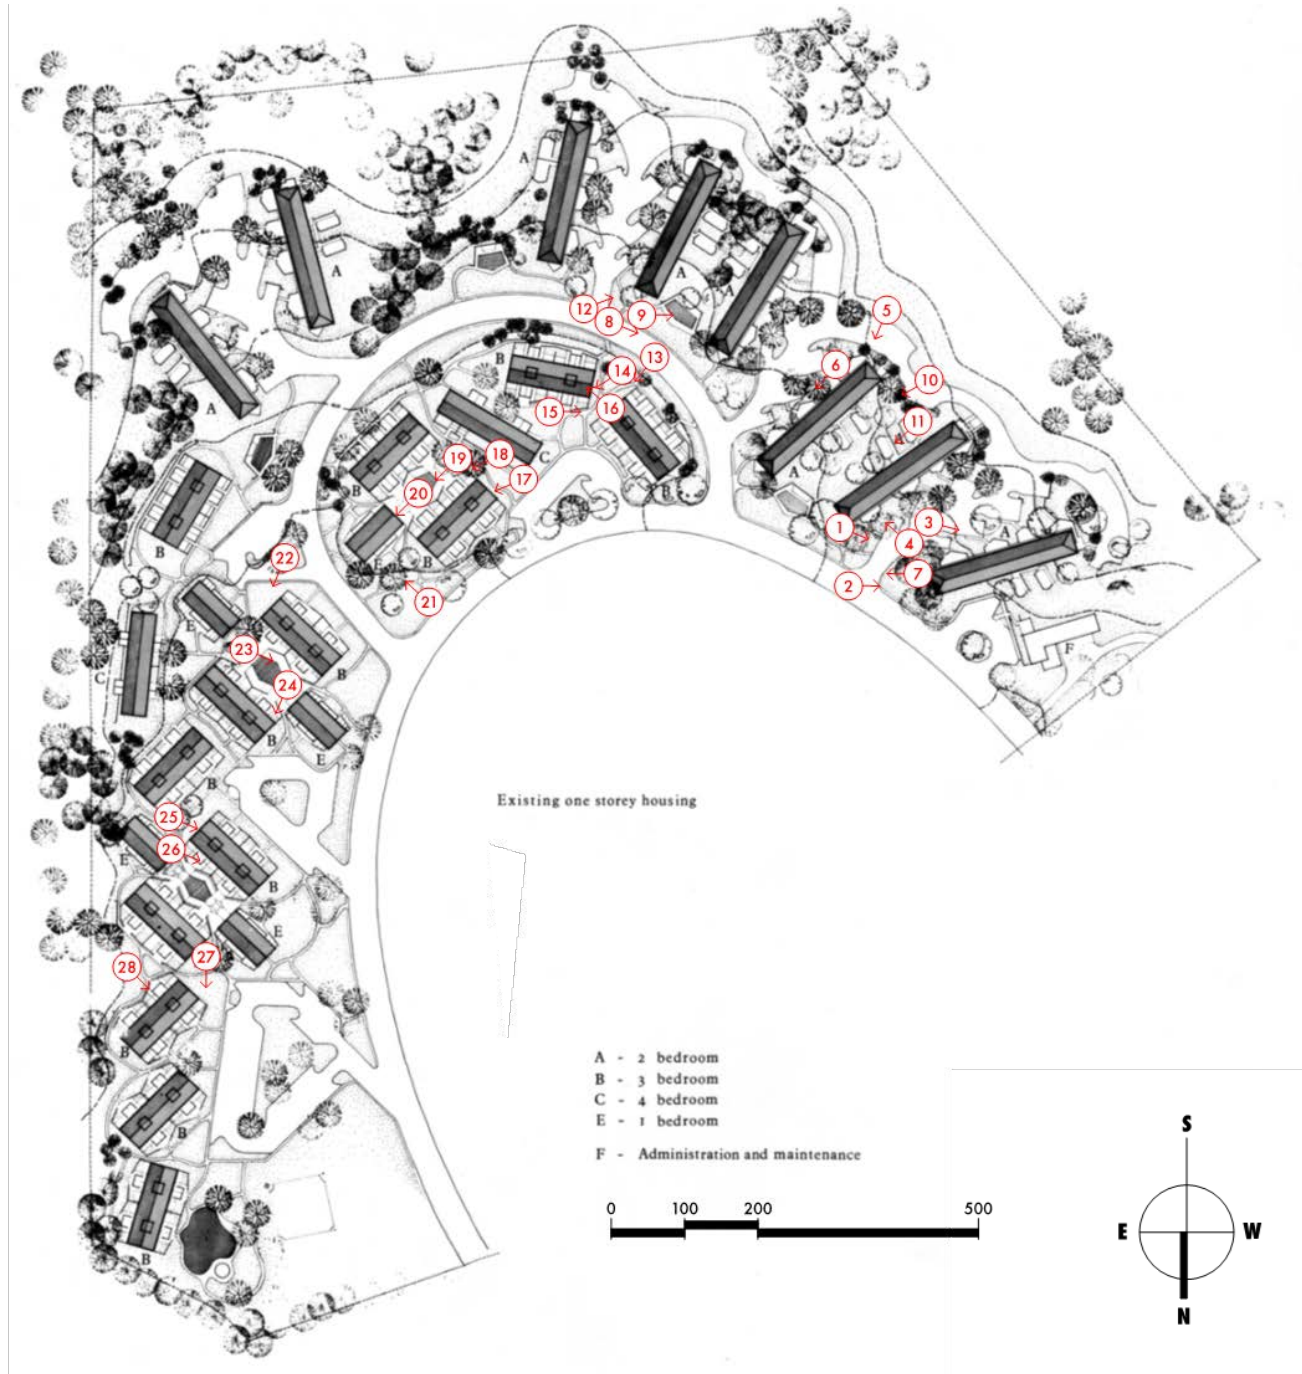 A
A
A
A
5
12
9
8
13
B
14
6
10
16
15
11
A
A
A
19
18
C
17
B
20
B
B
1
3
4
A
22
E
B
7
2
21
E
23
B
F
C
24
B
E
B
Existing one storey housing
25
26
E
B
E
27
28
B
A - 2 bedroom
B - 3 bedroom
C - 4 bedroom
E - 1 bedroom
B
S
F - Administration and maintenance
0 100 200 500
E W
B
N